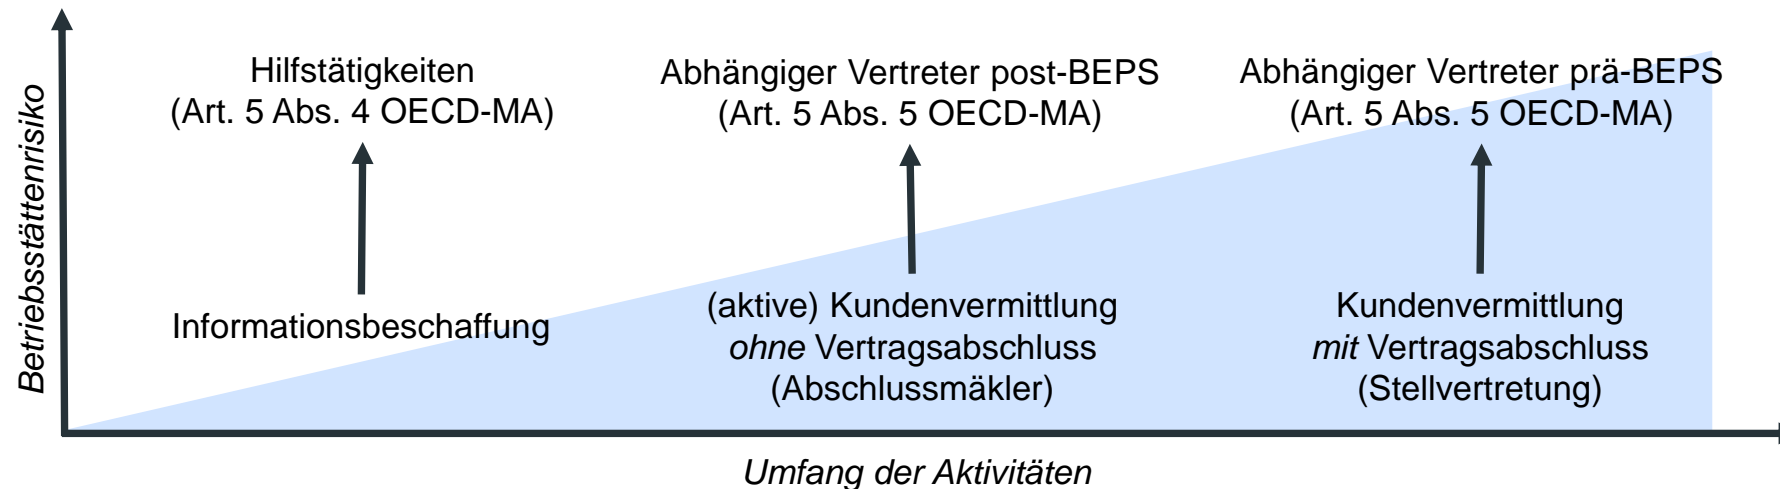 Betriebsstättenrisiko
Hilfstätigkeiten
(Art. 5 Abs. 4 OECD-MA)
Informationsbeschaffung
Abhängiger Vertreter post-BEPS
(Art. 5 Abs. 5 OECD-MA)
(aktive) Kundenvermittlung
ohne Vertragsabschluss
(Abschlussmäkler)
Abhängiger Vertreter prä-BEPS
(Art. 5 Abs. 5 OECD-MA)
Kundenvermittlung
mit Vertragsabschluss
(Stellvertretung)
Umfang der Aktivitäten